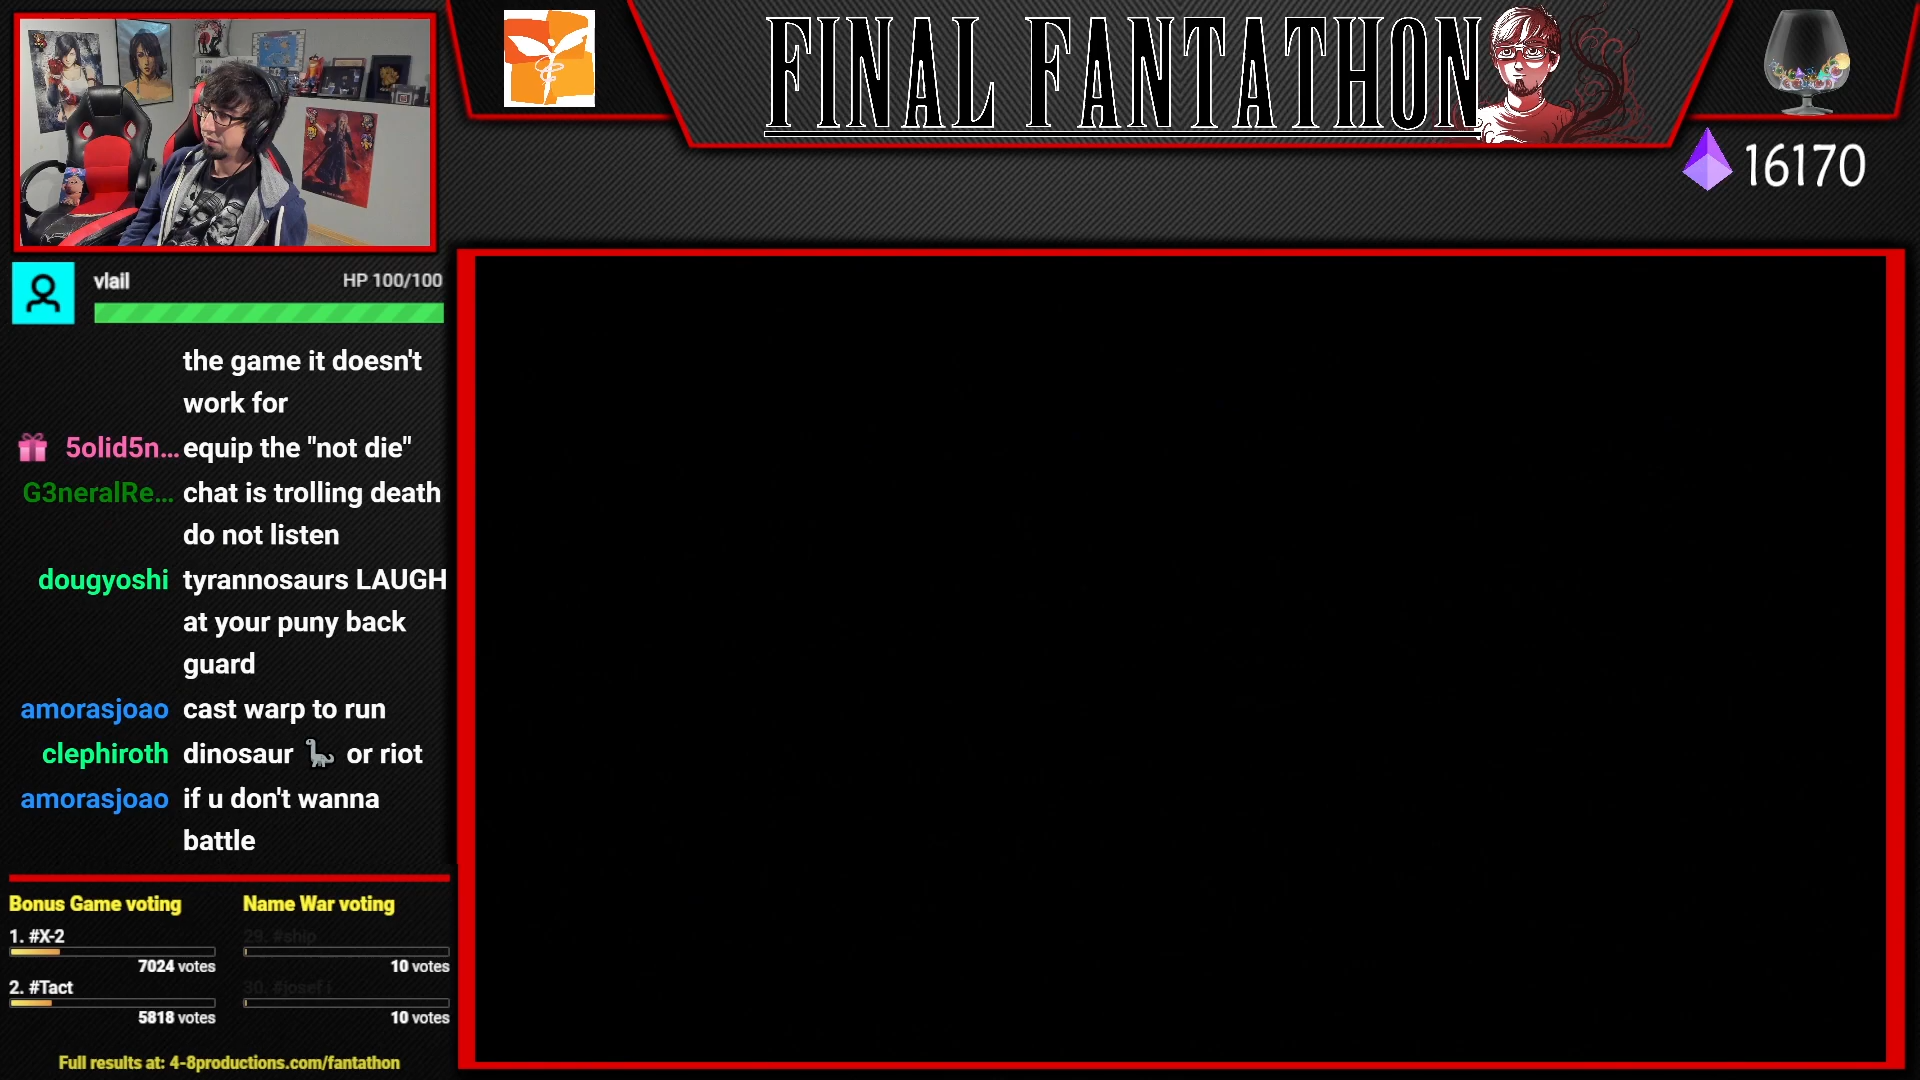 FINAL FANTATHON
16170
vlail
HP 100/100
the game it doesn't
work for
5olid5n... equip the "not die"
G3neralRe... chat is trolling death
do not listen
dougyoshi tyrannosaurs LAUGH
at your puny back
guard
amorasjoao cast warp to run
clephiroth dinosaur 🦕 or riot
amorasjoao if u don't wanna
battle
Bonus Game voting
1. #X-2
7024 votes
2. #Tact
5818 votes
Name War voting
29. #ship
10 votes
10 votes
Full results at: 4-8productions.com/fantathon